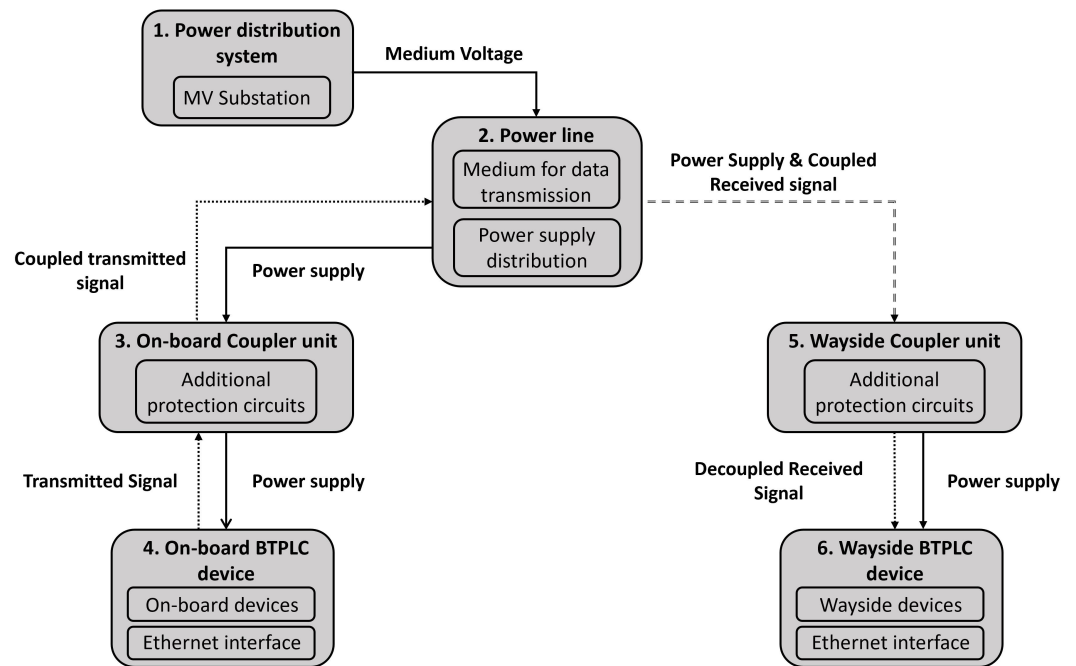 1. Power distribution
system
MV Substation
Medium Voltage
2. Power line
Medium for data
transmission
Power supply
distribution
Power Supply & Coupled
Received signal
Coupled transmitted
signal
Power supply
3. On-board Coupler unit
Additional
protection circuits
5. Wayside Coupler unit
Additional
protection circuits
Transmitted Signal
Power supply
Decoupled Received
Signal
Power supply
4. On-board BTPLC
device
On-board devices
Ethernet interface
6. Wayside BTPLC
device
Wayside devices
Ethernet interface